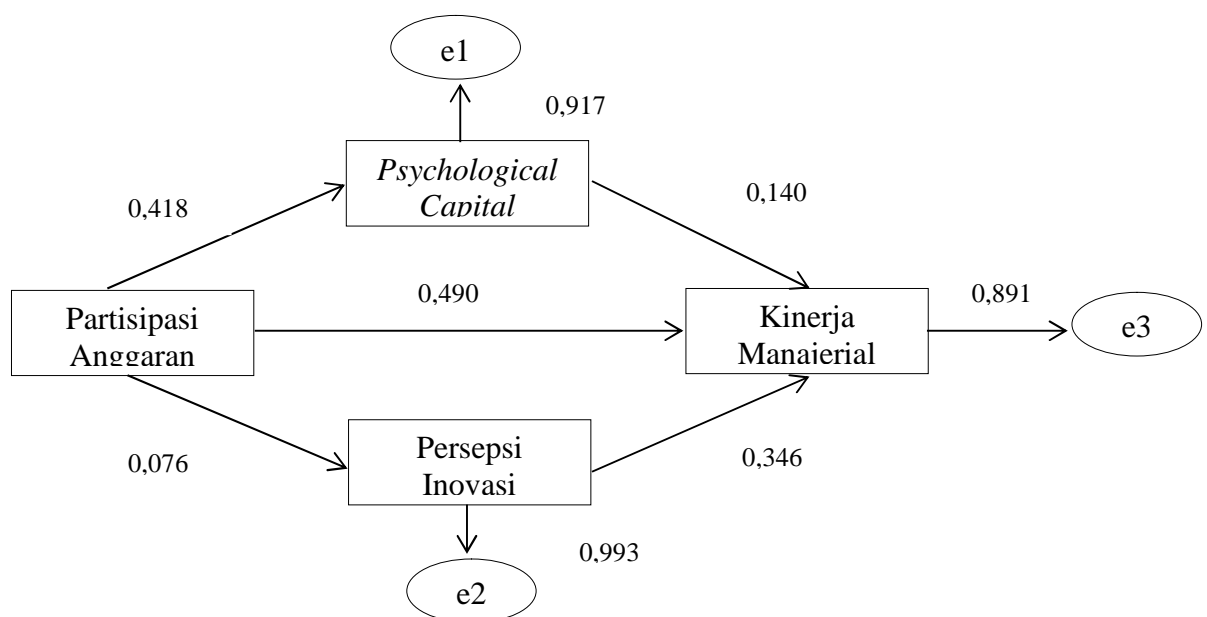 e1
0,917
Psychological
Capital
0,418
0,140
Partisipasi
Anggaran
0,490
Kinerja
Manajerial
0,891
e3
Persepsi
Inovasi
0,076
0,346
0,993
e2